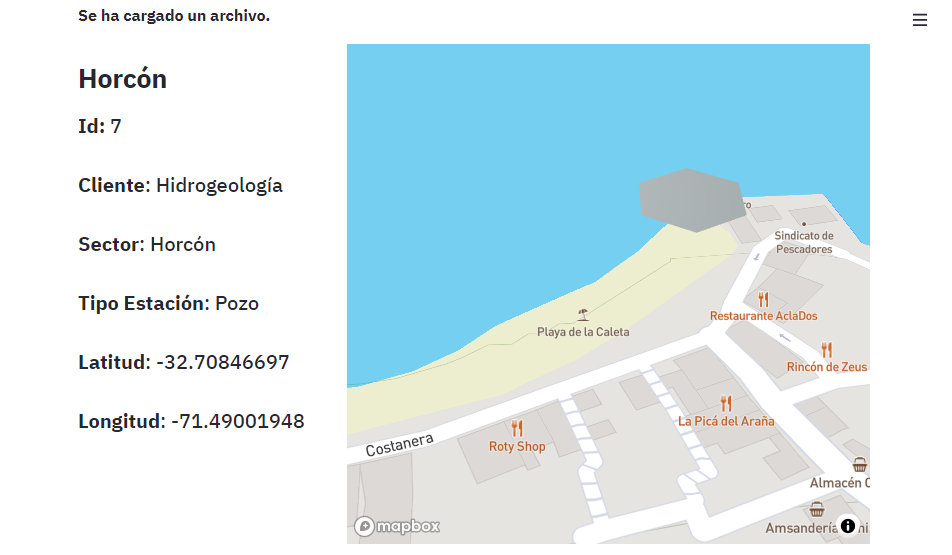 Se ha cargado un archivo.
Horcón
Id: 7
Cliente: Hidrogeología
Sector: Horcón
Tipo Estación: Pozo
Latitud: -32.70846697
Longitud: -71.49001948
Sindicato de
Pescadores
Restaurante AclaDos
Playa de la Caleta
Rincón de Zeus
La Picá del Araña
Costanera
Roty Shop
Almacén
Amsandería
mapbox